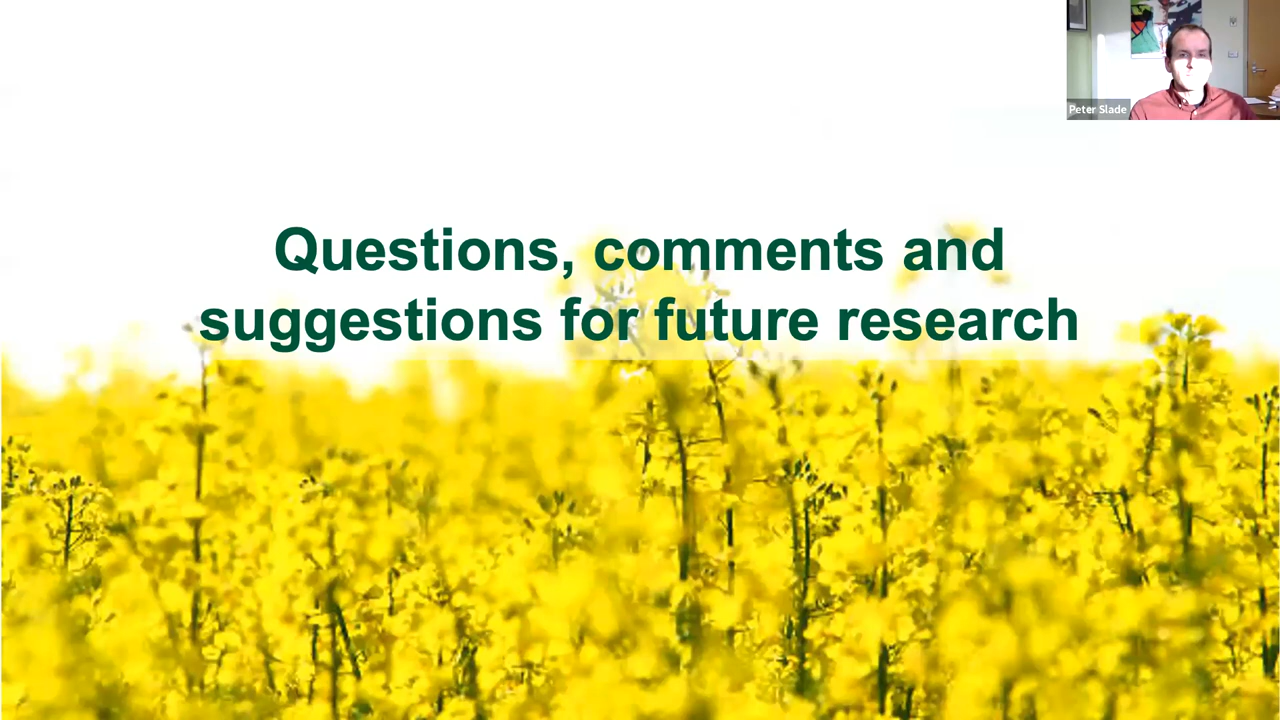 Peter Slade
Questions, comments and
suggestions for future research